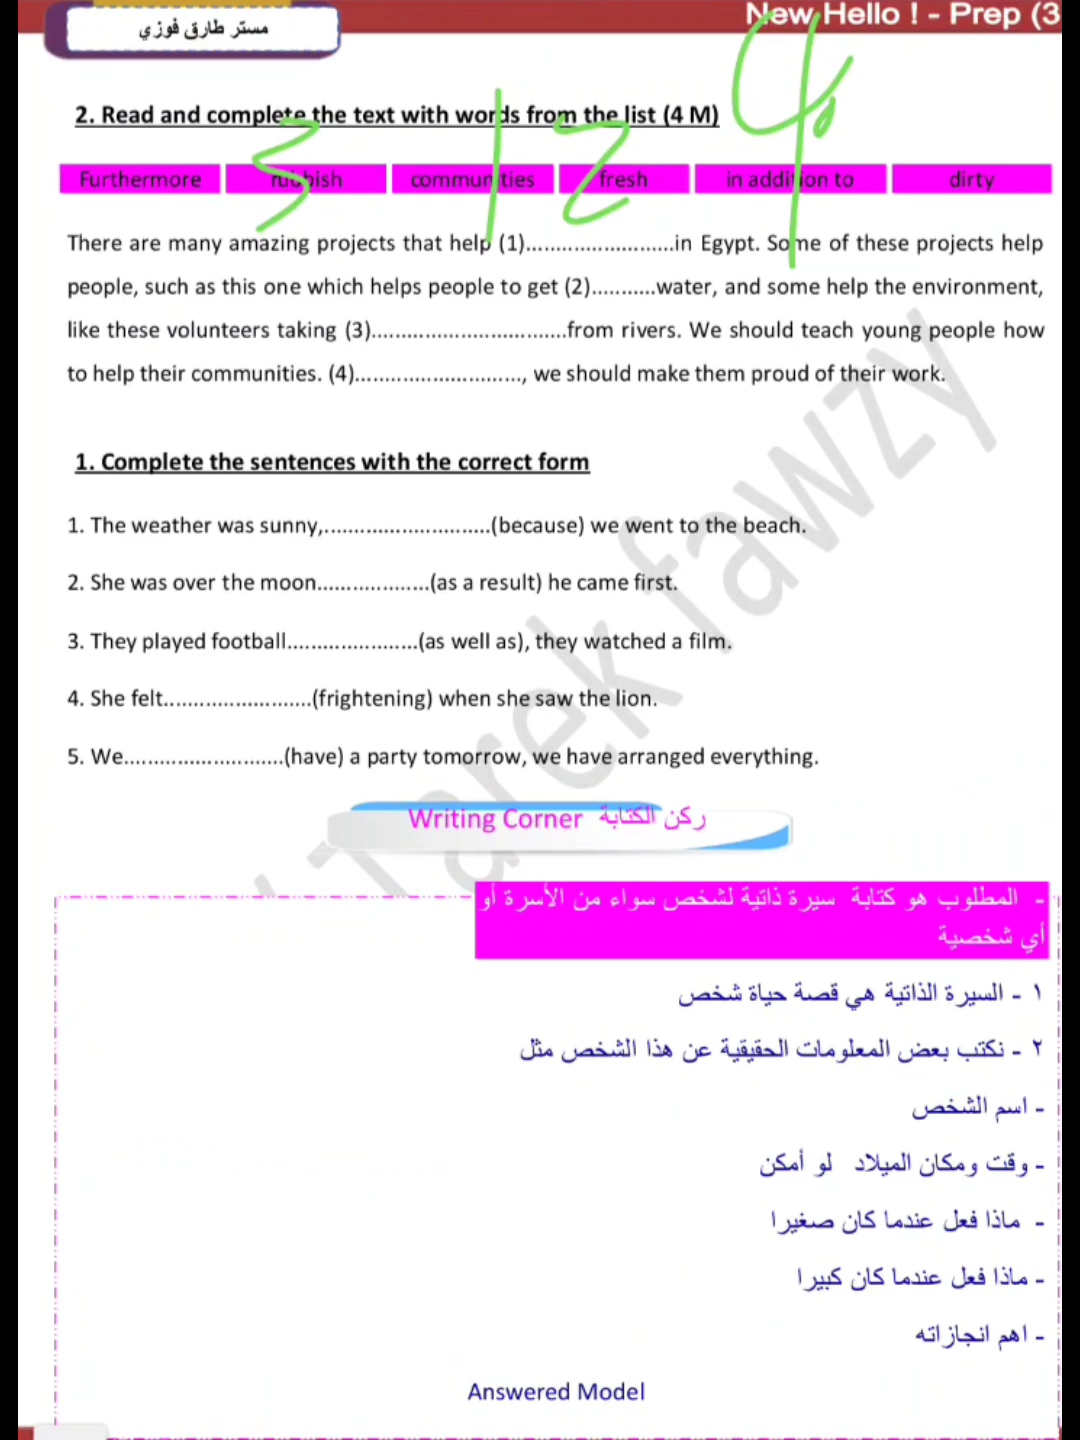 مستر طارق فوزي
New Hello ! - Prep (3
3 1 2 4
2. Read and complete the text with words from the list (4 M)
Furthermore rubbish communities fresh in addition to dirty
There are many amazing projects that help (1).........................in Egypt. Some of these projects help
people, such as this one which helps people to get (2)...........water, and some help the environment,
like these volunteers taking (3).................................from rivers. We should teach young people how
to help their communities. (4)............................, we should make them proud of their work.
1. Complete the sentences with the correct form
1. The weather was sunny,............................(because) we went to the beach.
2. She was over the moon...................(as a result) he came first.
3. They played football......................(as well as), they watched a film.
4. She felt.........................(frightening) when she saw the lion.
5. We...........................(have) a party tomorrow, we have arranged everything.
Tarek faWzy
Writing Corner ركن الكتابة
- المطلوب هو كتابة سيرة ذاتية لشخص سواء من الأسرة أو
أي شخصية
١ - السيرة الذاتية هي قصة حياة شخص
٢ - نكتب بعض المعلومات الحقيقية عن هذا الشخص مثل
- اسم الشخص
- وقت ومكان الميلاد لو أمكن
- ماذا فعل عندما كان صغيرا
- ماذا فعل عندما كان كبيرا
- اهم انجازاته
Answered Model